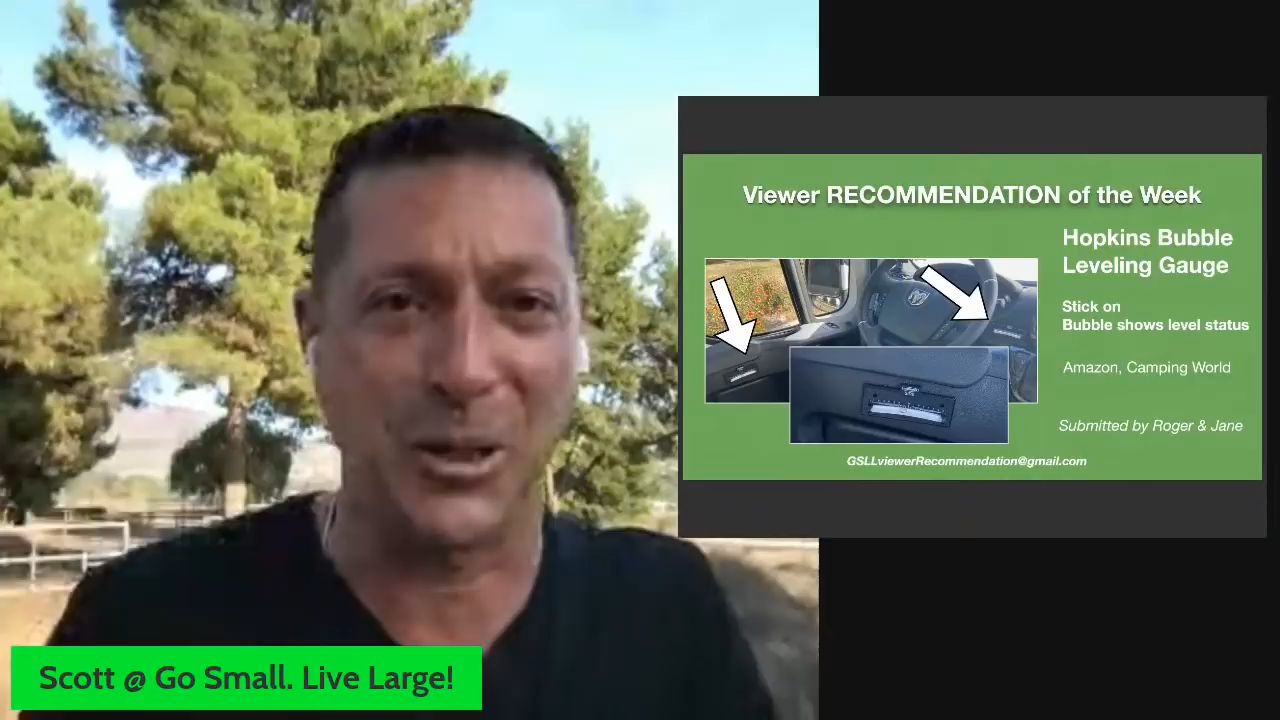 Viewer RECOMMENDATION of the Week
Hopkins Bubble
Leveling Gauge
Stick on
Bubble shows level status
Amazon, Camping World
Submitted by Roger & Jane
GSLLviewerRecommendation@gmail.com
Scott @ Go Small. Live Large!